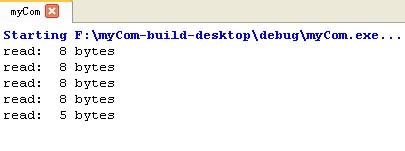 myCom
Starting F:\myCom-build-desktop\debug\myCom.exe...
read:  8 bytes
read:  8 bytes
read:  8 bytes
read:  8 bytes
read:  5 bytes